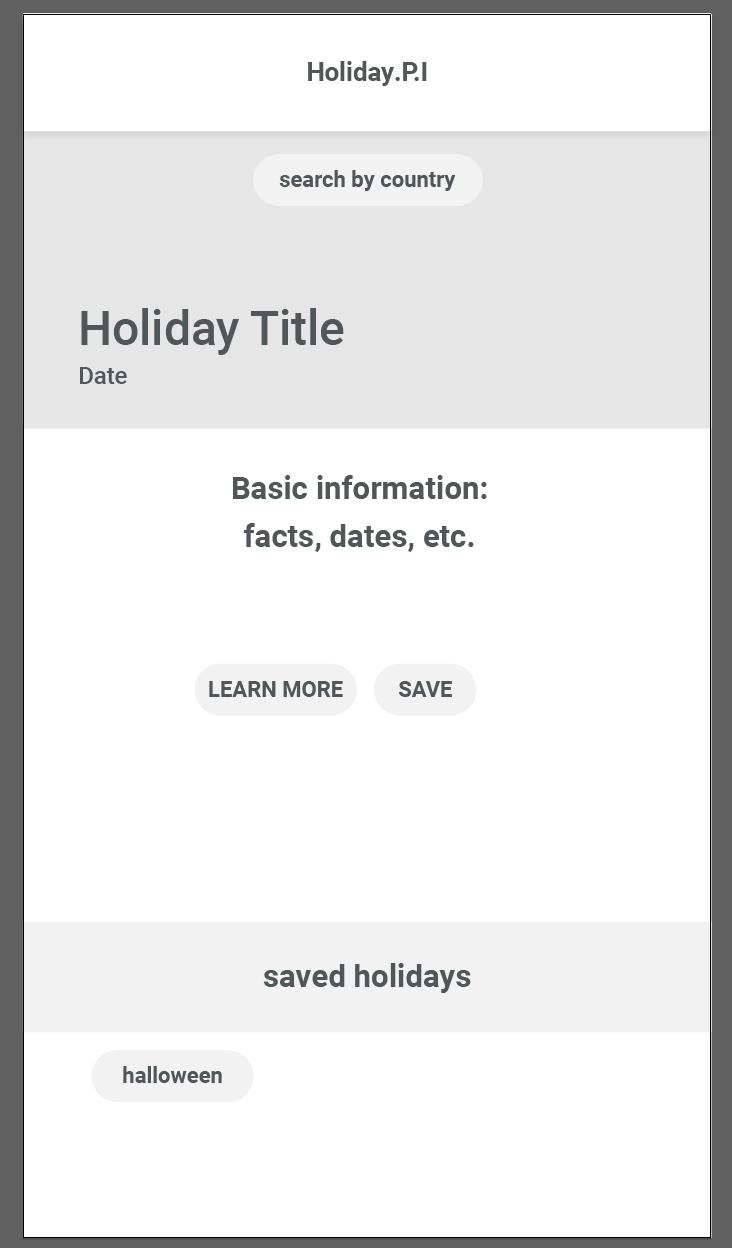 Holiday.P.I
search by country
Holiday Title
Date
Basic information:
facts, dates, etc.
LEARN MORE SAVE
saved holidays
halloween